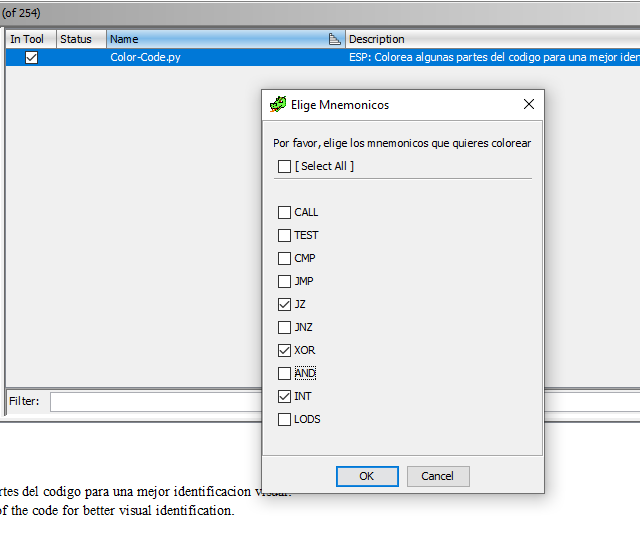 (of 254)
In Tool Status Name Description
Color-Code.py ESP: Colorea algunas partes del codigo para una mejor iden
Elige Mnemonicos
Por favor, elige los mnemonicos que quieres colorear
[ Select All ]
CALL
TEST
CMP
JMP
JZ
JNZ
XOR
AND
INT
LODS
Filter:
OK Cancel
rtes del codigo para una mejor identificacion visual.
of the code for better visual identification.